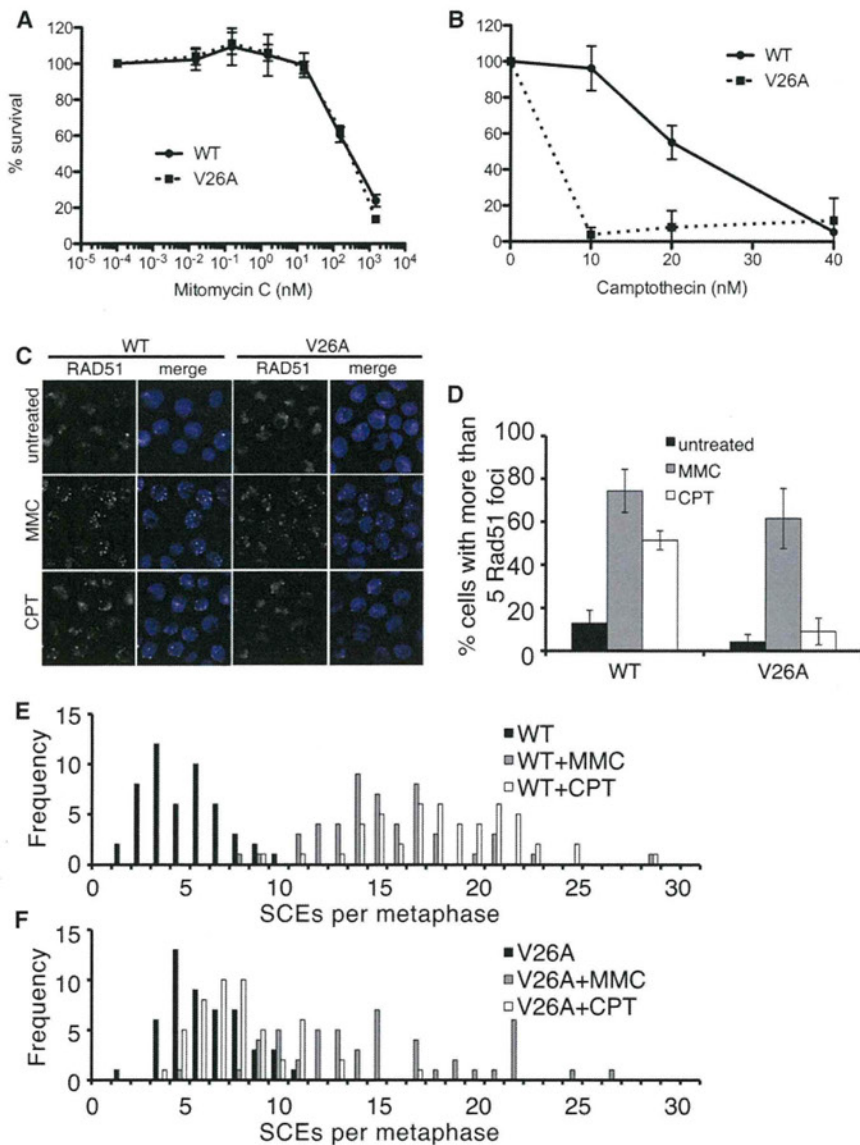 A
120
100
80
60
40
20
0
% survival
WT
V26A
10-5 10-4 10-3 10-2 10-1 100 101 102 103 104
Mitomycin C (nM)
B
120
100
80
60
40
20
0
WT
V26A
0 10 20 30 40
Camptothecin (nM)
C
WT V26A
RAD51 merge RAD51 merge
untreated
MMC
CPT
D
% cells with more than
5 Rad51 foci
100
80
60
40
20
0
untreated
MMC
CPT
WT V26A
E
Frequency
15
10
5
0
WT
WT+MMC
WT+CPT
0 5 10 15 20 25 30
SCEs per metaphase
F
Frequency
15
10
5
0
V26A
V26A+MMC
V26A+CPT
0 5 10 15 20 25 30
SCEs per metaphase